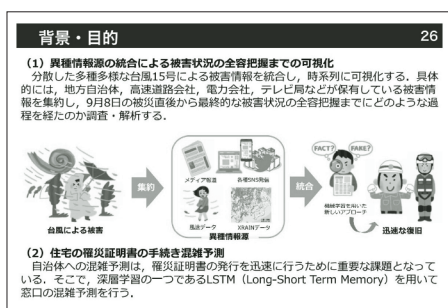 背景・目的
26
(1)異種情報源の統合による被害状況の全容把握までの可視化
分散した多種多様な台風15号による被害情報を統合し，時系列に可視化する．具体
的には，地方自治体，高速道路会社，電力会社，テレビ局などが保有している被害情
報を集約し，9月8日の被災直後から最終的な被害状況の全容把握までにどのような過
程を経たのか調査・解析する．
FACT?
FAKE?
メディア報道
各種SNS発信
集約
統合
機械学習を用いた
新しいアプローチ
風速データ
XRAINデータ
台風による被害
異種情報源
迅速な復旧
(2)住宅の罹災証明書の手続き混雑予測
自治体への混雑予測は，罹災証明書の発行を迅速に行うために重要な課題となって
いる．そこで，深層学習の一つであるLSTM（Long-Short Term Memory）を用いて
窓口の混雑予測を行う．